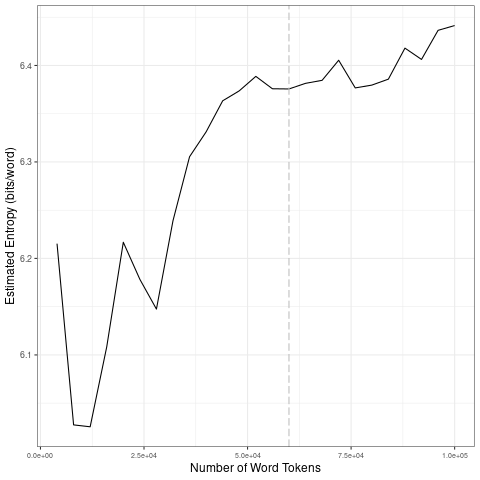 Estimated Entropy (bits/word)
6.4
6.3
6.2
6.1
0.0e+00 2.5e+04 5.0e+04 7.5e+04 1.0e+05
Number of Word Tokens